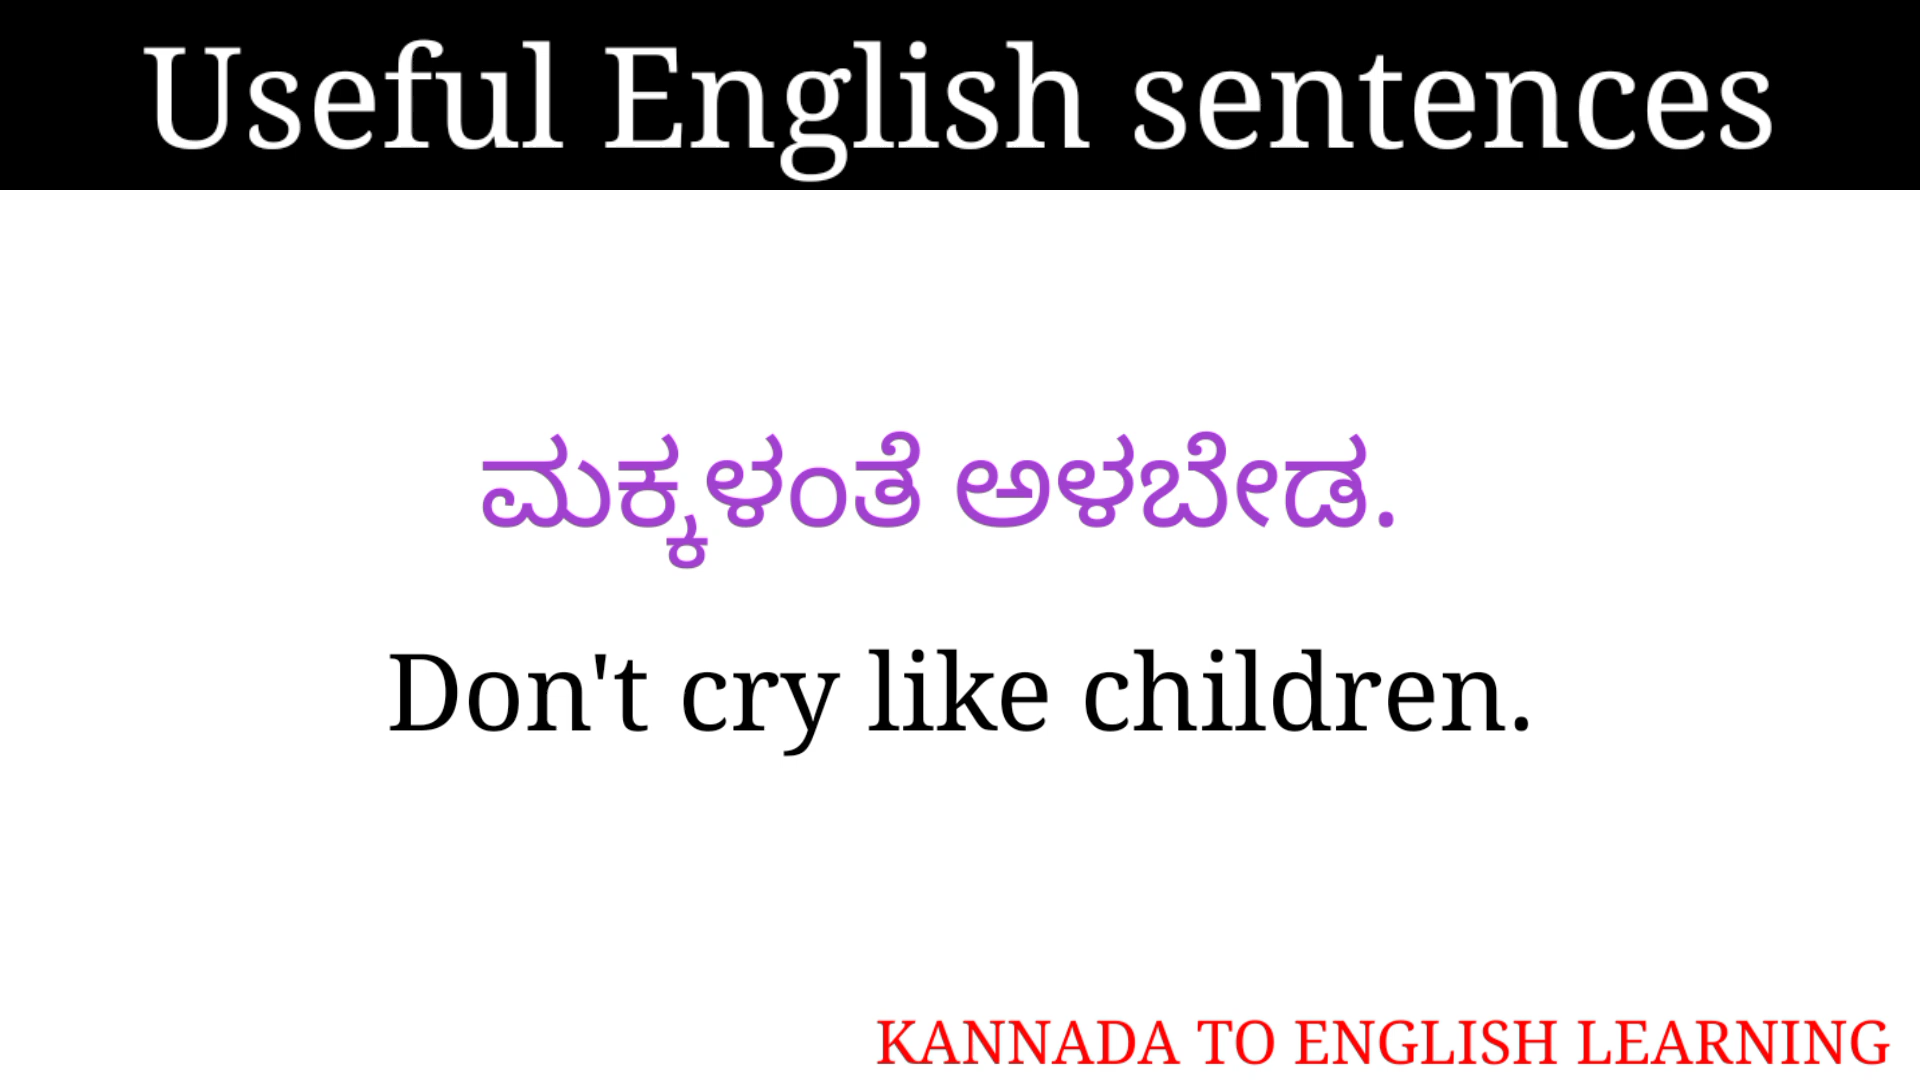 Useful English sentences
ಮಕ್ಕಳಂತೆ ಅಳಬೇಡ.
Don't cry like children.
KANNADA TO ENGLISH LEARNING